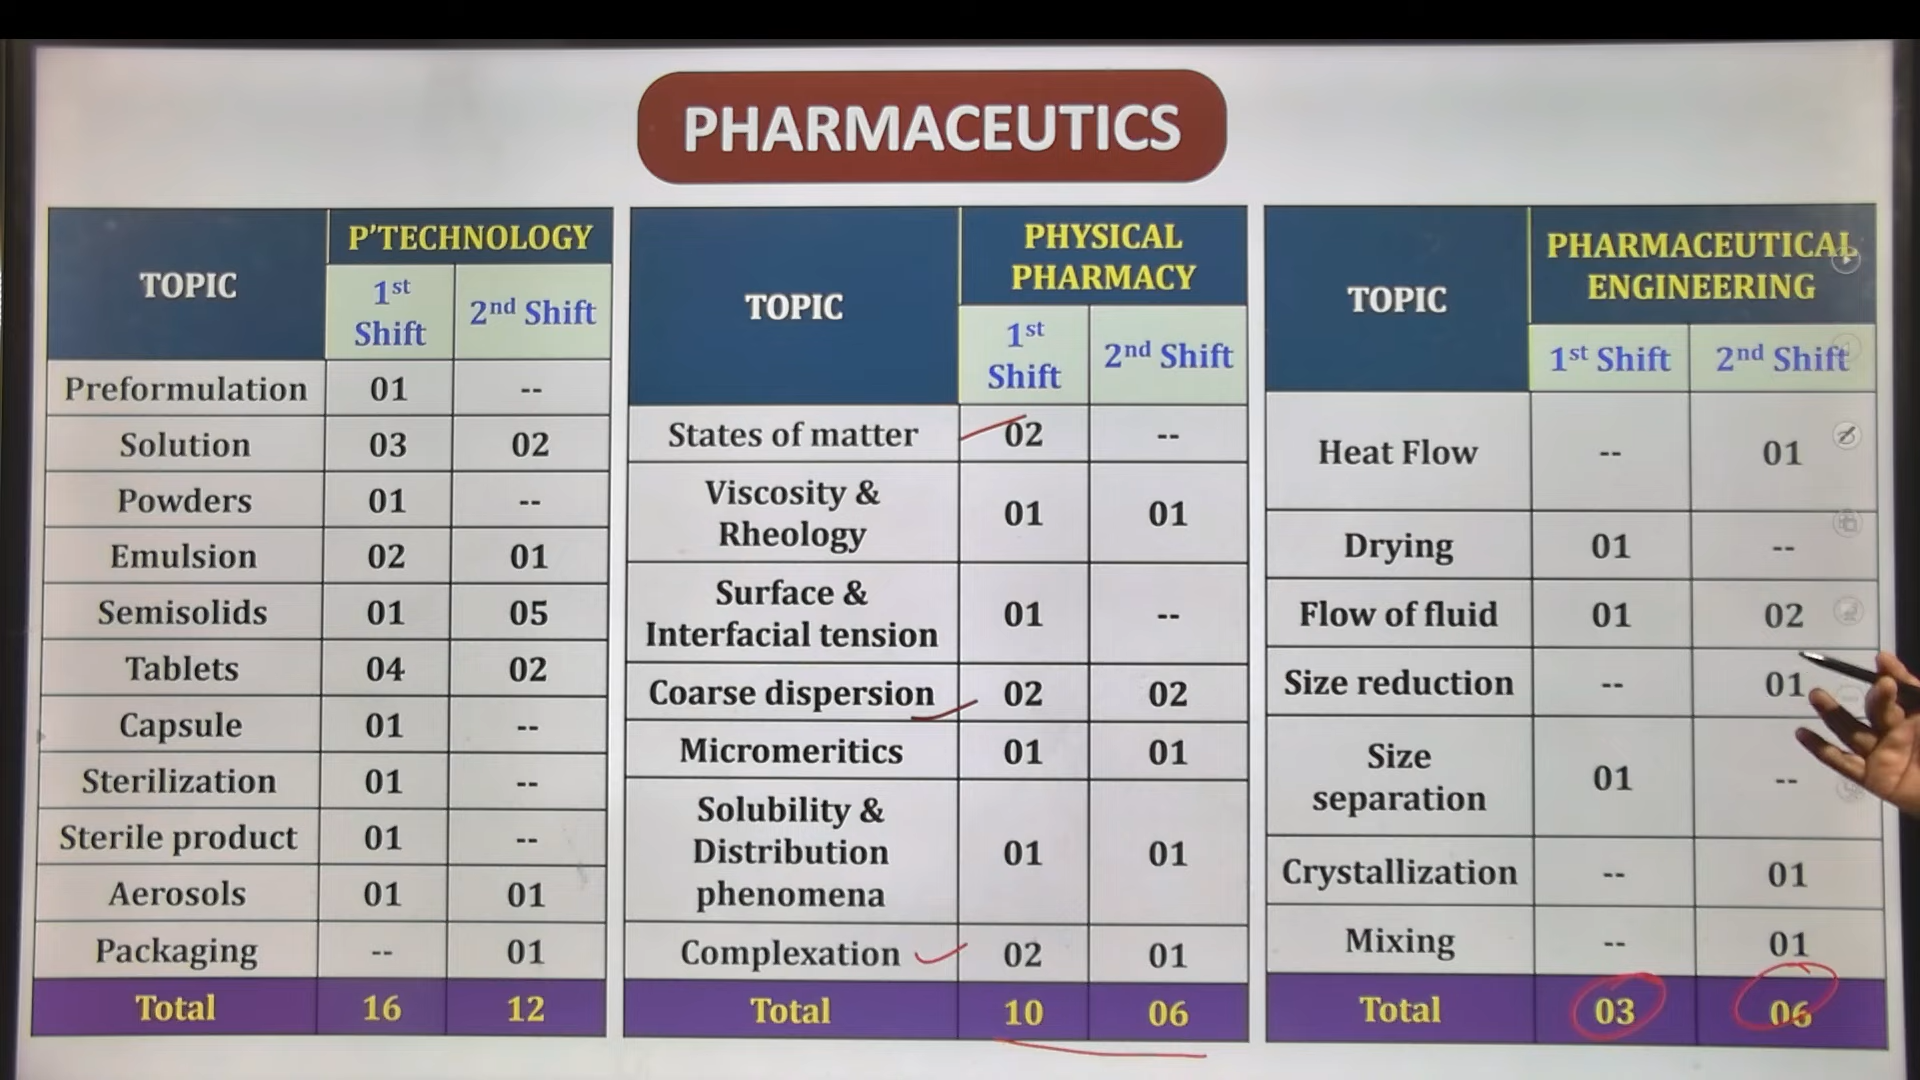 PHARMACEUTICS
TOPIC
P'TECHNOLOGY
1st
Shift
2nd Shift
Preformulation 01 --
Solution 03 02
Powders 01 --
Emulsion 02 01
Semisolids 01 05
Tablets 04 02
Capsule 01 --
Sterilization 01 --
Sterile product 01 --
Aerosols 01 01
Packaging -- 01
Total 16 12
TOPIC
PHYSICAL
PHARMACY
1st
Shift
2nd Shift
States of matter 02 --
Viscosity &
Rheology 01 01
Surface &
Interfacial tension 01 --
Coarse dispersion 02 02
Micromeritics 01 01
Solubility &
Distribution 01 01
phenomena
Complexation 02 01
Total 10 06
TOPIC
PHARMACEUTICAL
ENGINEERING
1st Shift 2nd Shift
Heat Flow -- 01
Drying 01 --
Flow of fluid 01 02
Size reduction -- 01
Size
separation 01 --
Crystallization -- 01
Mixing -- 01
Total 03 06